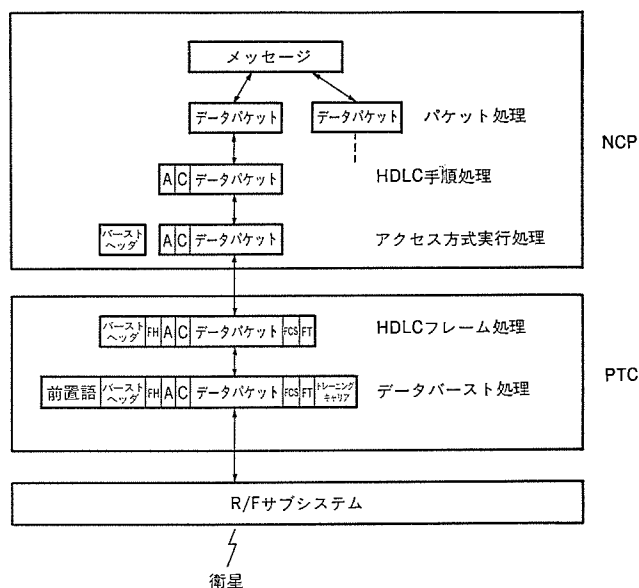 メッセージ
データパケット データパケット パケット処理
NCP
A C データパケット HDLC手順処理
バースト
ヘッダ A C データパケット アクセス方式実行処理
バースト
ヘッダ FH A C データパケット FCS FT HDLCフレーム処理
PTC
前置語 バースト
ヘッダ FH A C データパケット FCS FT トレーニング
キャリア データバースト処理
R/Fサブシステム
衛星